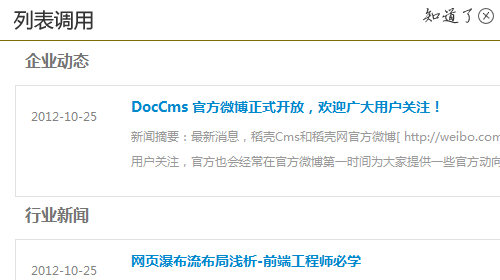 列表调用
知道了
企业动态
DocCms 官方微博正式开放，欢迎广大用户关注！
2012-10-25
新闻摘要：最新消息，稻壳Cms和稻壳网官方微博[ http://weibo.com
用户关注，官方也会经常在官方微博第一时间为大家提供一些官方动向
行业新闻
网页瀑布流布局浅析-前端工程师必学
2012-10-25